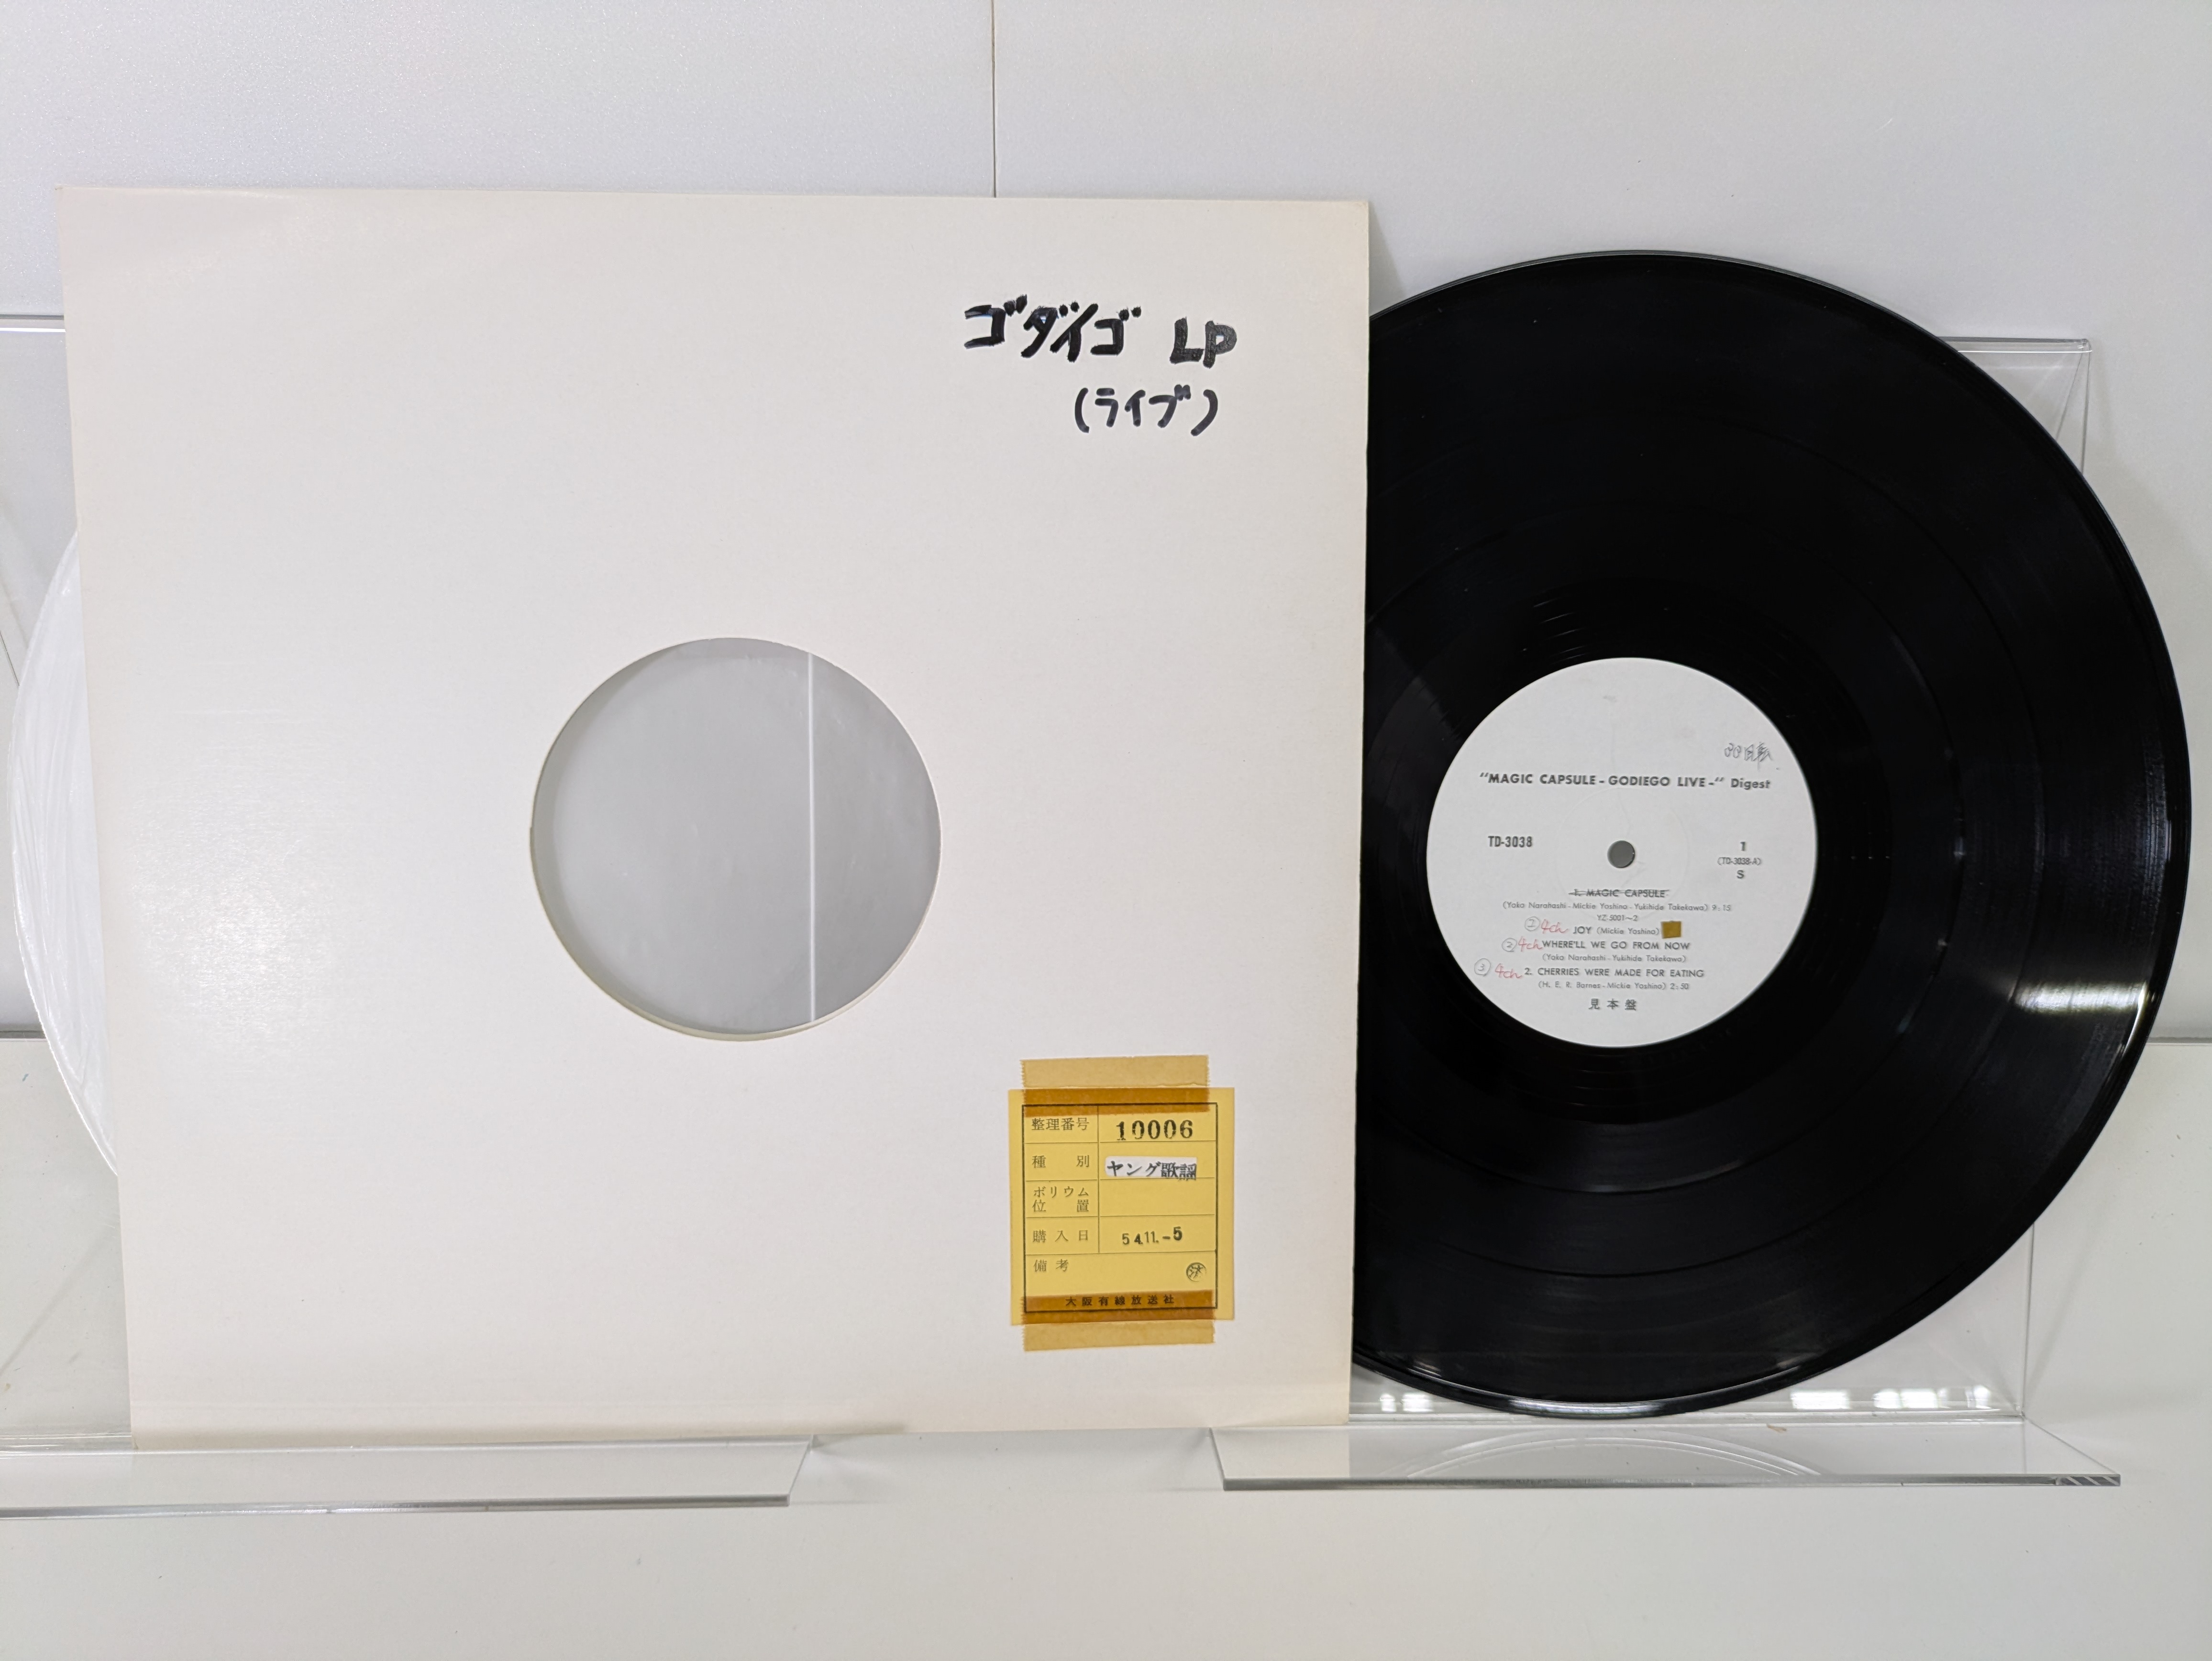 ゴダイゴ LP
(ライブ)
整理番号 10006
種別 ヤング歌謡
ボリウム位置
購入日 54.11.-5
備考
大阪有線放送社
"MAGIC CAPSULE - GODIEGO LIVE -" Digest
TD-3038
1
(TD-3038-A)
S
1. MAGIC CAPSULE
(Yoko Narahashi - Mickie Yoshino - Yukihide Takekawa) 9:15
YZ-5001~2
② 4ch JOY (Mickie Yoshino)
② 4ch WHERE'LL WE GO FROM NOW
(Yoko Narahashi - Yukihide Takekawa)
③ 4ch 2. CHERRIES WERE MADE FOR EATING
(H. E. R. Barnes - Mickie Yoshino) 2:50
見本盤